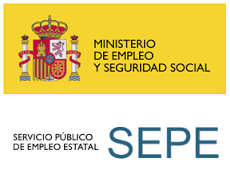 MINISTERIO
DE EMPLEO
Y SEGURIDAD SOCIAL
SERVICIO PÚBLICO
DE EMPLEO ESTATAL
SEPE